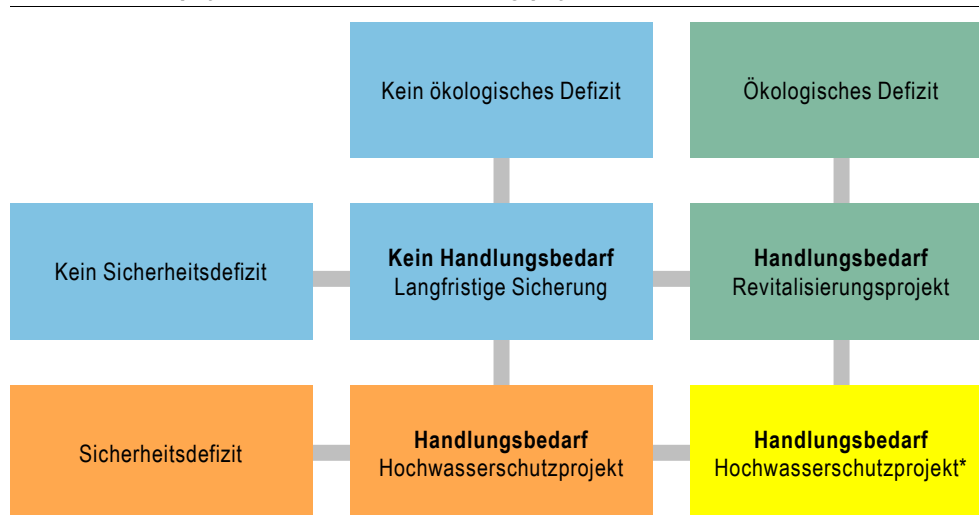 Kein ökologisches Defizit
Ökologisches Defizit
Kein Sicherheitsdefizit
Kein Handlungsbedarf
Langfristige Sicherung
Handlungsbedarf
Revitalisierungsprojekt
Sicherheitsdefizit
Handlungsbedarf
Hochwasserschutzprojekt
Handlungsbedarf
Hochwasserschutzprojekt*